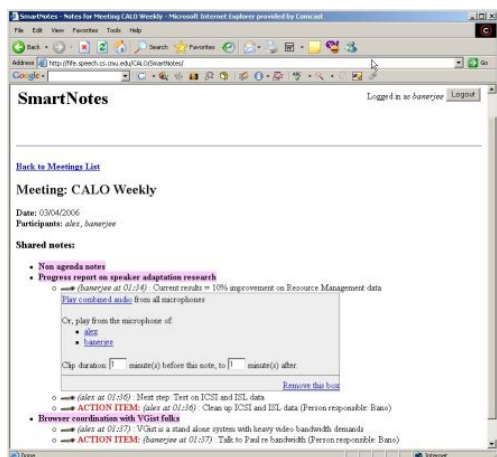 SmartNotes - Notes for Meeting CALO Weekly - Microsoft Internet Explorer provided by Comcast
File Edit View Favorites Tools Help
Back Search Favorites
Address http://fife.speech.cs.cmu.edu/CALO/SmartNotes/ Go
Google
SmartNotes
Logged in as banerjee Logout
Back to Meetings List
Meeting: CALO Weekly
Date: 03/04/2006
Participants: alex, banerjee
Shared notes:
Non agenda notes
Progress report on speaker adaptation research
(banerjee at 01:34) : Current results = 10% improvement on Resource Management data
Play combined audio from all microphones
Or, play from the microphone of:
alex
banerjee
Clip duration: 1 minute(s) before this note, to 1 minute(s) after.
Remove this box
(alex at 01:36) : Next step: Test on ICSI and ISL data
ACTION ITEM: (alex at 01:36) : Clean up ICSI and ISL data (Person responsible: Bano)
Browser coordination with VGist folks
(alex at 01:37) : VGist is a stand alone system with heavy video bandwidth demands
ACTION ITEM: (banerjee at 01:37) : Talk to Paul re bandwidth (Person responsible: Bano)
Done Internet